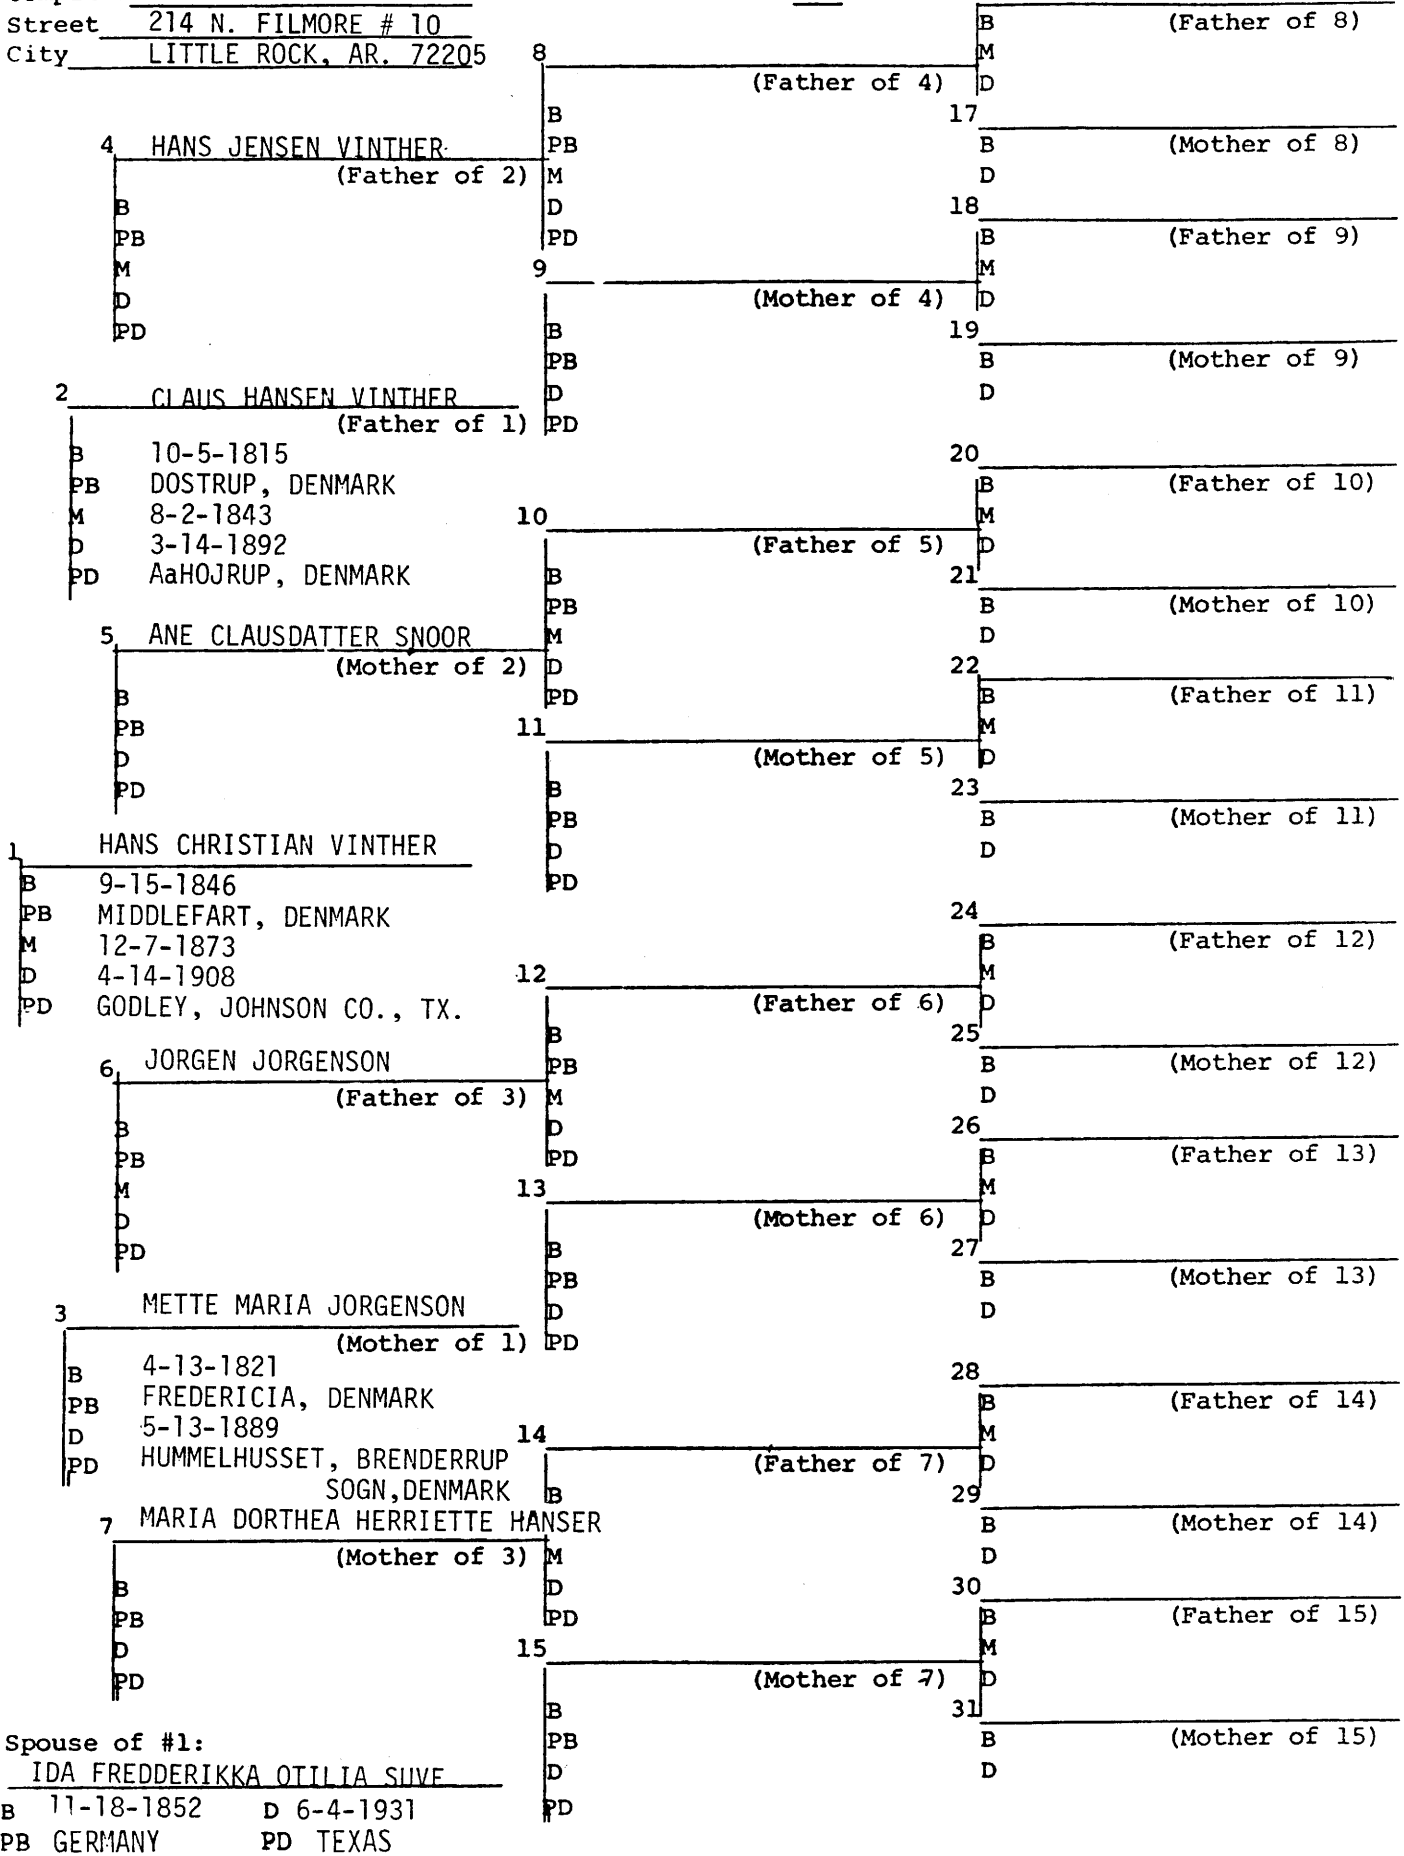 Street 214 N. FILMORE # 10
City LITTLE ROCK, AR. 72205
4 HANS JENSEN VINTHER
(Father of 2)
B
PB
M
D
PD
2 CLAUS HANSEN VINTHER
(Father of 1)
B 10-5-1815
PB DOSTRUP, DENMARK
M 8-2-1843
D 3-14-1892
PD AaHOJRUP, DENMARK
5 ANE CLAUSDATTER SNOOR
(Mother of 2)
B
PB
D
PD
1 HANS CHRISTIAN VINTHER
B 9-15-1846
PB MIDDLEFART, DENMARK
M 12-7-1873
D 4-14-1908
PD GODLEY, JOHNSON CO., TX.
6 JORGEN JORGENSON
(Father of 3)
B
PB
M
D
PD
3 METTE MARIA JORGENSON
(Mother of 1)
B 4-13-1821
PB FREDERICIA, DENMARK
D 5-13-1889
PD HUMMELHUSSET, BRENDERRUP
SOGN,DENMARK
7 MARIA DORTHEA HERRIETTE HANSER
(Mother of 3)
B
PB
D
PD
Spouse of #1:
IDA FREDDERIKKA OTILIA SUVE
B 11-18-1852 D 6-4-1931
PB GERMANY PD TEXAS
8
(Father of 4)
B
PB
M
D
PD
9
(Mother of 4)
B
PB
D
PD
10
(Father of 5)
B
PB
M
D
PD
11
(Mother of 5)
B
PB
D
PD
12
(Father of 6)
B
PB
M
D
PD
13
(Mother of 6)
B
PB
D
PD
14
(Father of 7)
B
M
D
PD
15
(Mother of 7)
B
PB
D
PD
B (Father of 8)
M
D
17
B (Mother of 8)
D
18
B (Father of 9)
M
D
19
B (Mother of 9)
D
20
B (Father of 10)
M
D
21
B (Mother of 10)
D
22
B (Father of 11)
M
D
23
B (Mother of 11)
D
24
B (Father of 12)
M
D
25
B (Mother of 12)
D
26
B (Father of 13)
M
D
27
B (Mother of 13)
D
28
B (Father of 14)
M
D
29
B (Mother of 14)
D
30
B (Father of 15)
M
D
31
B (Mother of 15)
D